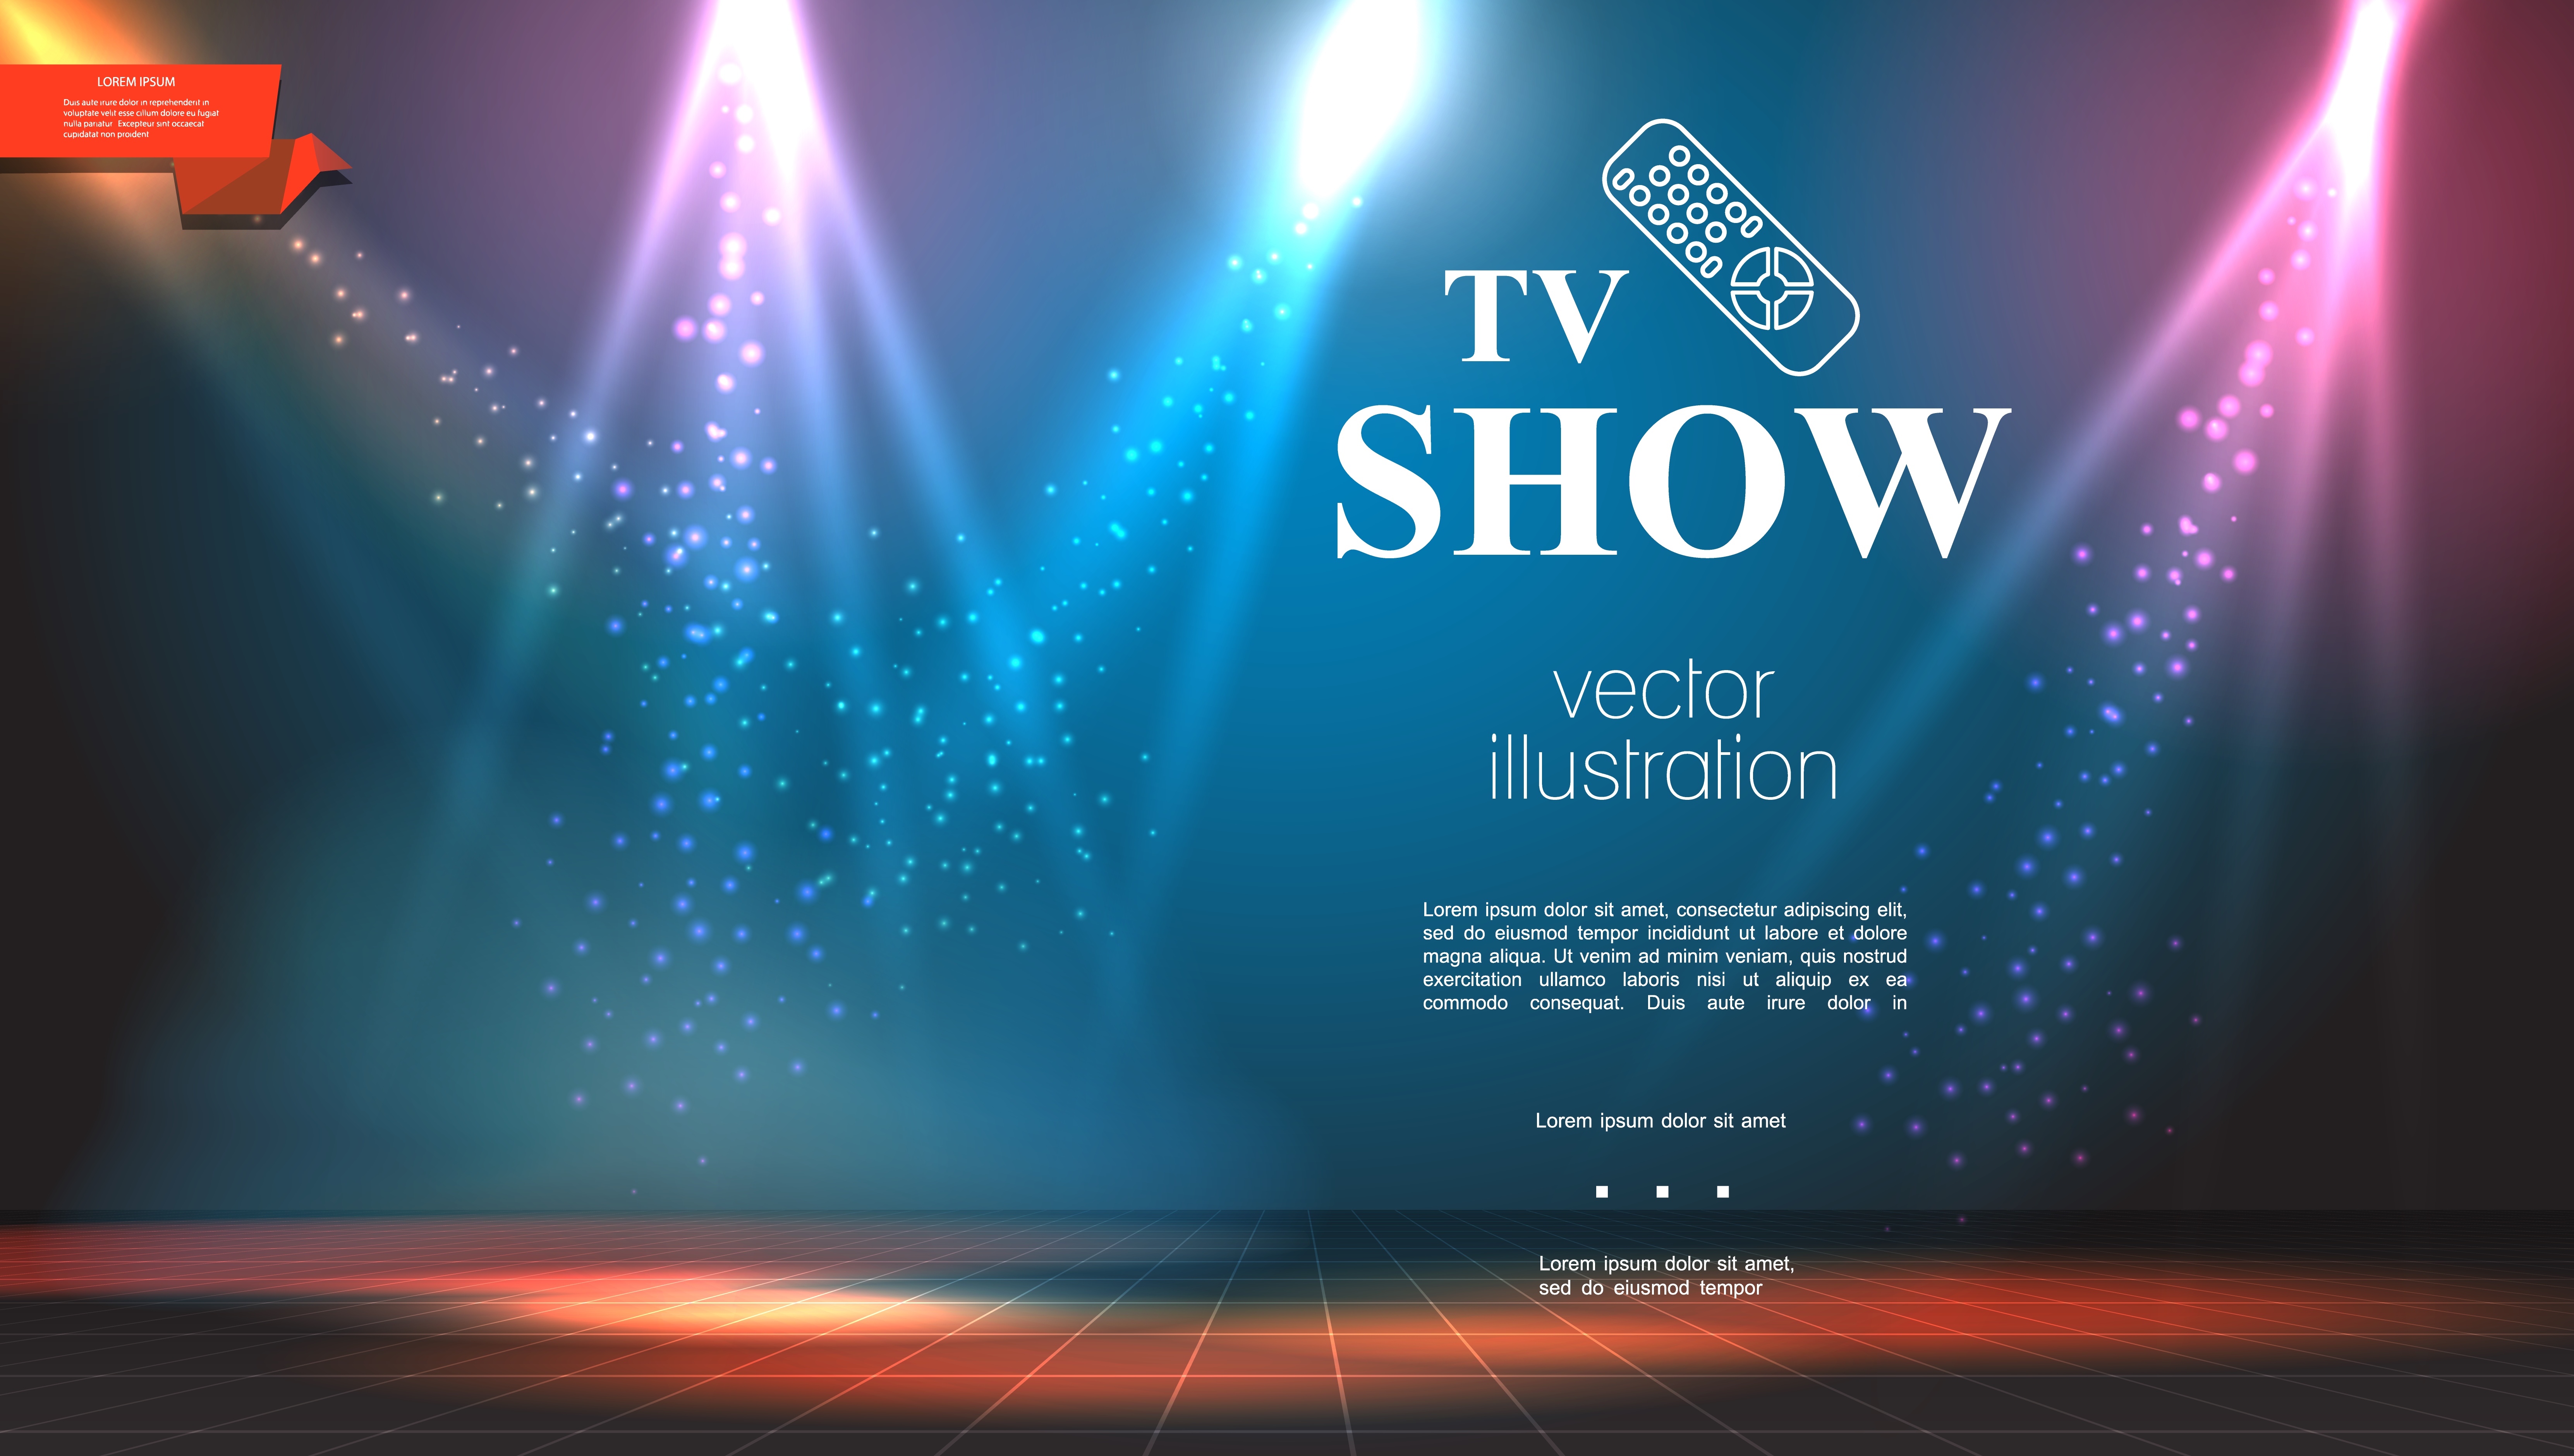 LOREM IPSUM
Duis aute irure dolor in reprehenderit in
voluptate velit esse cillum dolore eu fugiat
nulla pariatur Excepteur sint occaecat
cupidatat non proident
TV
SHOW
vector
illustration
Lorem ipsum dolor sit amet, consectetur adipiscing elit,
sed do eiusmod tempor incididunt ut labore et dolore
magna aliqua. Ut venim ad minim veniam, quis nostrud
exercitation ullamco laboris nisi ut aliquip ex ea
commodo consequat. Duis aute irure dolor in
Lorem ipsum dolor sit amet
Lorem ipsum dolor sit amet,
sed do eiusmod tempor